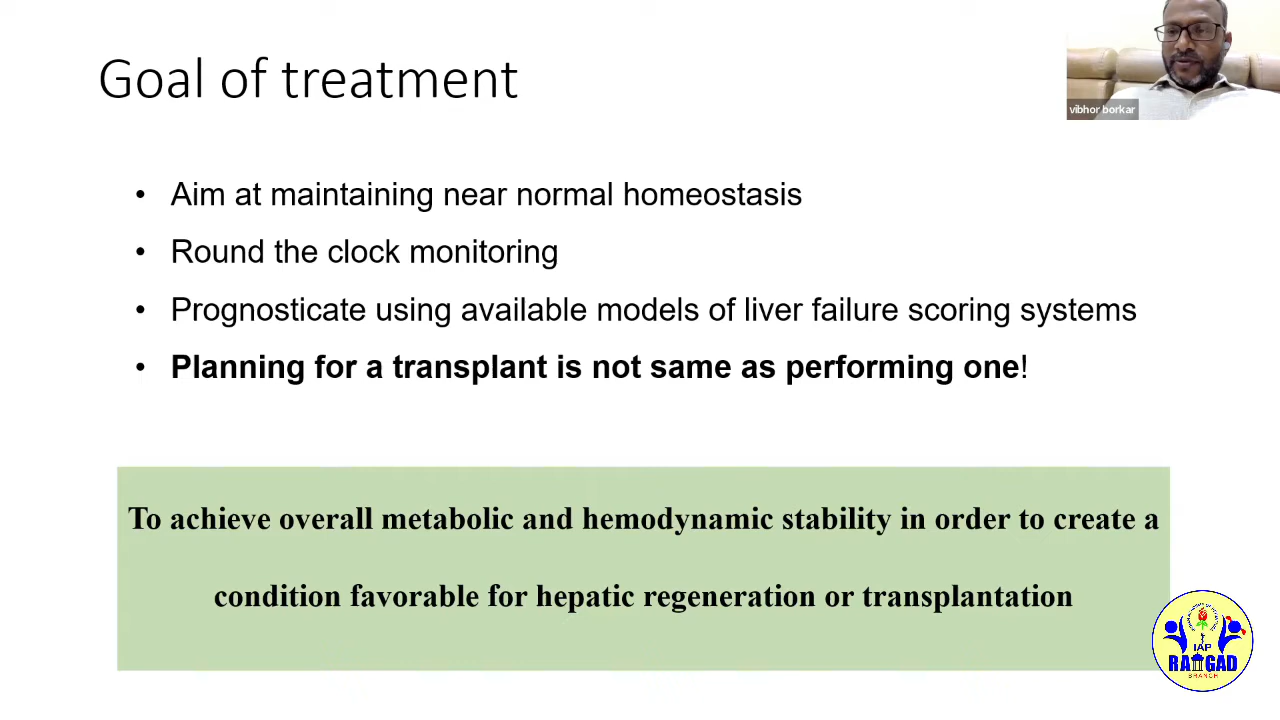 Goal of treatment
vibhor borkar
• Aim at maintaining near normal homeostasis
• Round the clock monitoring
• Prognosticate using available models of liver failure scoring systems
• Planning for a transplant is not same as performing one!
To achieve overall metabolic and hemodynamic stability in order to create a
condition favorable for hepatic regeneration or transplantation
IAP
RAIGAD
BRANCH